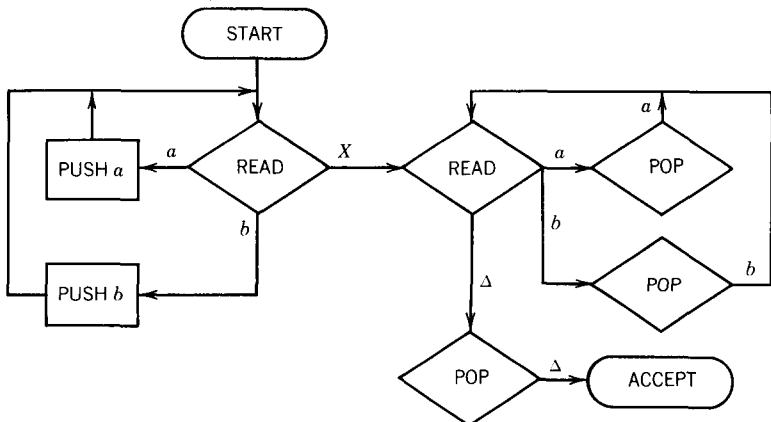 START
PUSH a
a
READ
X
READ
a
POP
a
b
b
PUSH b
POP
b
Δ
POP
Δ
ACCEPT